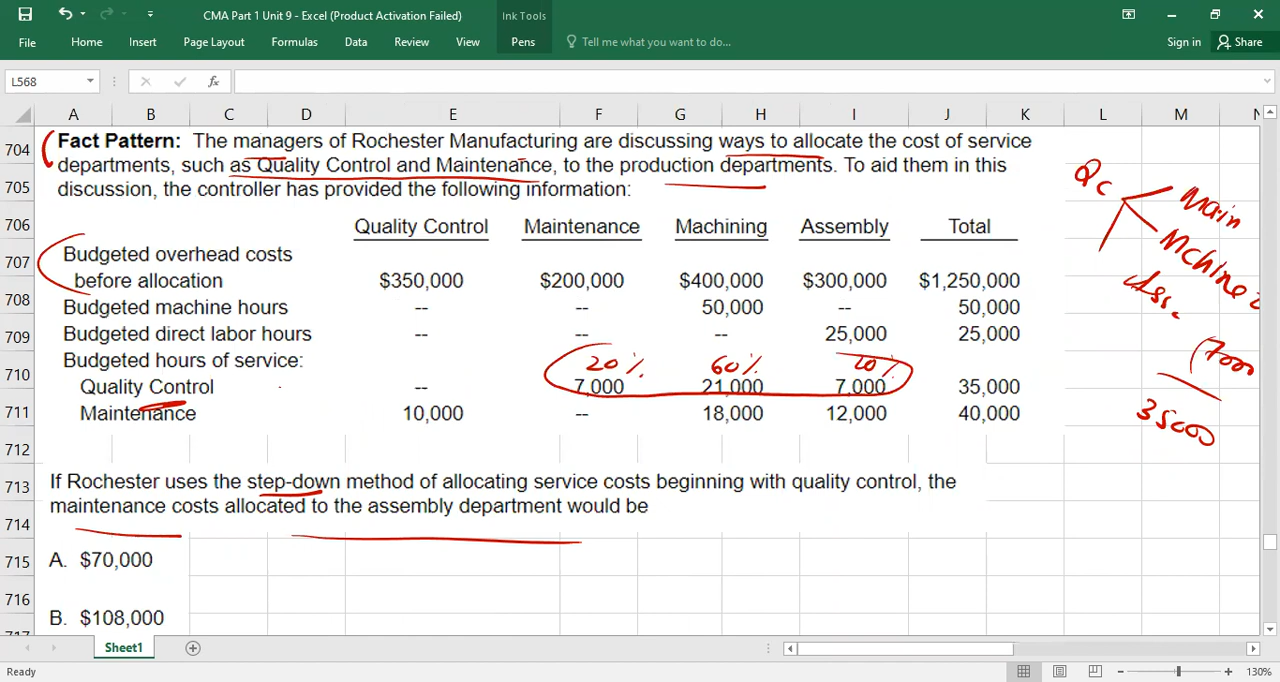 CMA Part 1 Unit 9 - Excel (Product Activation Failed)
Ink Tools
File Home Insert Page Layout Formulas Data Review View Pens Tell me what you want to do... Sign in Share
L568 fx
A B C D E F G H I J K L M N
704 Fact Pattern: The managers of Rochester Manufacturing are discussing ways to allocate the cost of service
departments, such as Quality Control and Maintenance, to the production departments. To aid them in this
705 discussion, the controller has provided the following information:
706 Quality Control Maintenance Machining Assembly Total
707 Budgeted overhead costs
before allocation $350,000 $200,000 $400,000 $300,000 $1,250,000
708 Budgeted machine hours -- -- 50,000 -- 50,000
709 Budgeted direct labor hours -- -- -- 25,000 25,000
710 Budgeted hours of service: 20% 60% 20%
Quality Control -- 7,000 21,000 7,000 35,000
711 Maintenance 10,000 -- 18,000 12,000 40,000
QC Main
Mchine
Ass.
7000
35000
712
713 If Rochester uses the step-down method of allocating service costs beginning with quality control, the
714 maintenance costs allocated to the assembly department would be
715 A. $70,000
716
B. $108,000
717
Sheet1
Ready 130%